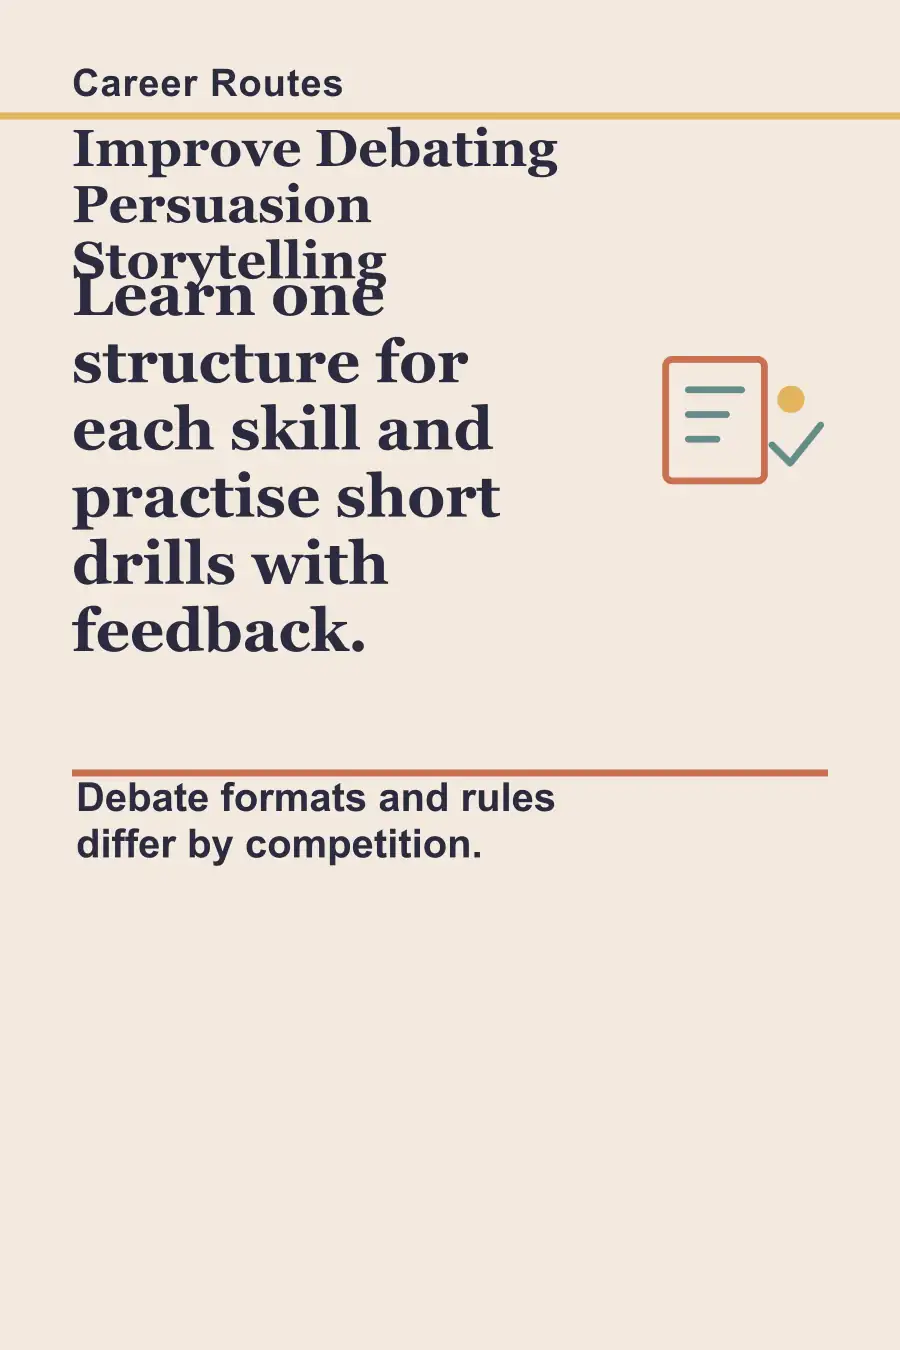 Career Routes
Improve Debating
Persuasion
Storytelling
Learn one
structure for
each skill and
practise short
drills with
feedback.
Debate formats and rules
differ by competition.